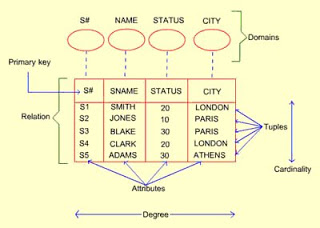 S# NAME STATUS CITY
Domains
Primary key
S# SNAME STATUS CITY
Relation
S1 SMITH 20 LONDON
S2 JONES 10 PARIS
S3 BLAKE 30 PARIS
S4 CLARK 20 LONDON
S5 ADAMS 30 ATHENS
Tuples
Cardinality
Attributes
Degree